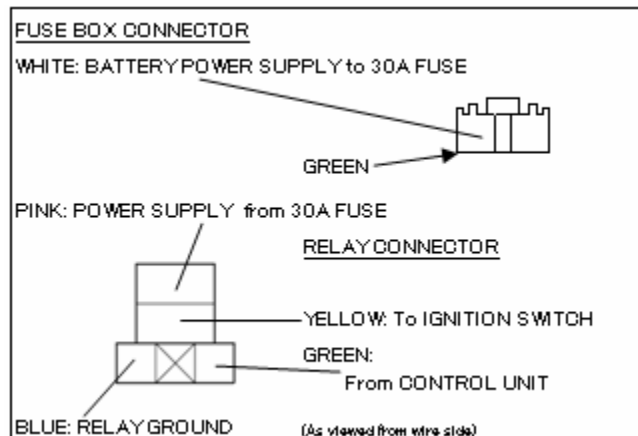 FUSE BOX CONNECTOR
WHITE: BATTERY POWER SUPPLY to 30A FUSE
GREEN
PINK: POWER SUPPLY from 30A FUSE
RELAY CONNECTOR
YELLOW: To IGNITION SWITCH
GREEN:
From CONTROL UNIT
BLUE: RELAY GROUND
(As viewed from wire side)